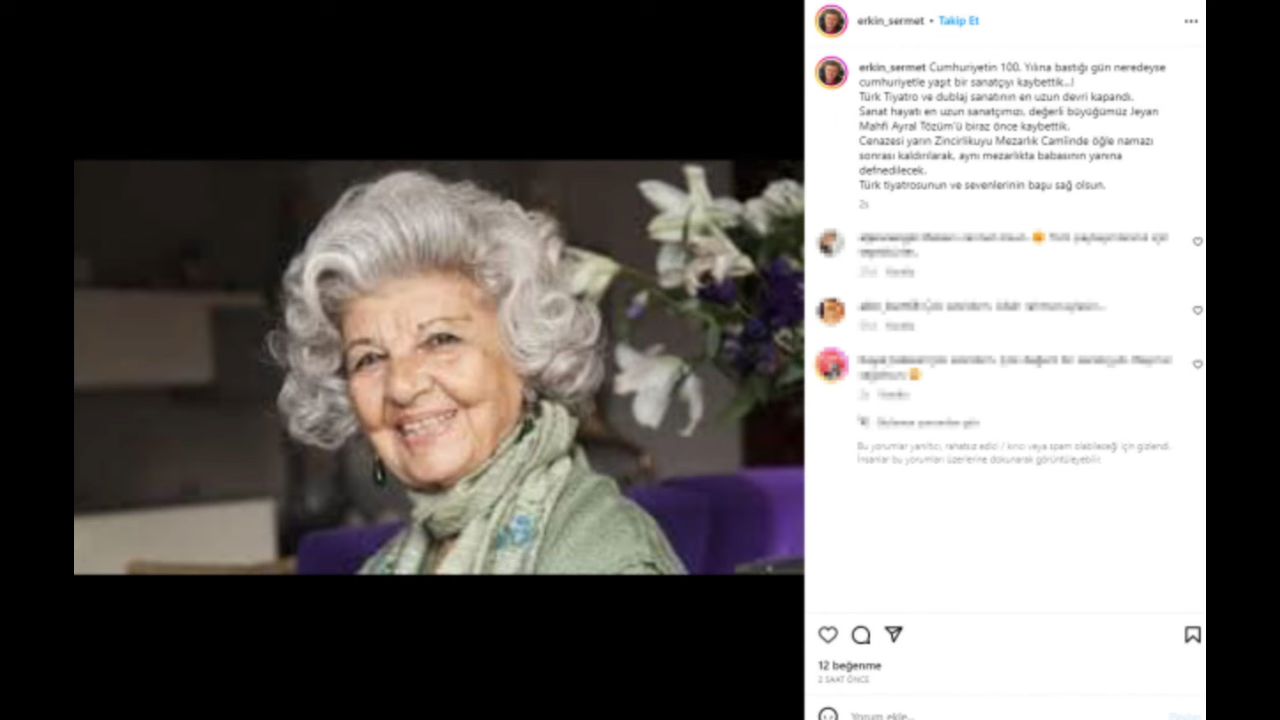 erkin_sermet • Takip Et
erkin_sermet Cumhuriyetin 100. Yılına bastığı gün neredeyse
cumhuriyetle yaşıt bir sanatçıyı kaybettik..!
Türk Tiyatro ve dublaj sanatının en uzun devri kapandı.
Sanat hayatı en uzun sanatçımızı, değerli büyüğümüz Jeyan
Mahfi Ayral Tözüm'ü biraz önce kaybettik.
Cenazesi yarın Zincirlikuyu Mezarlık Camiinde öğle namazı
sonrası kaldırılarak, aynı mezarlıkta babasının yanına
defnedilecek.
Türk tiyatrosunun ve sevenlerinin başı sağ olsun.
2s
Bu yorumlar yanıltıcı, rahatsız edici / kırıcı veya spam olabileceği için gizlendi.
İnsanlar bu yorumları üzerlerine dokunarak görüntüleyebilir.
12 beğenme
2 SAAT ÖNCE
Yorum ekle...